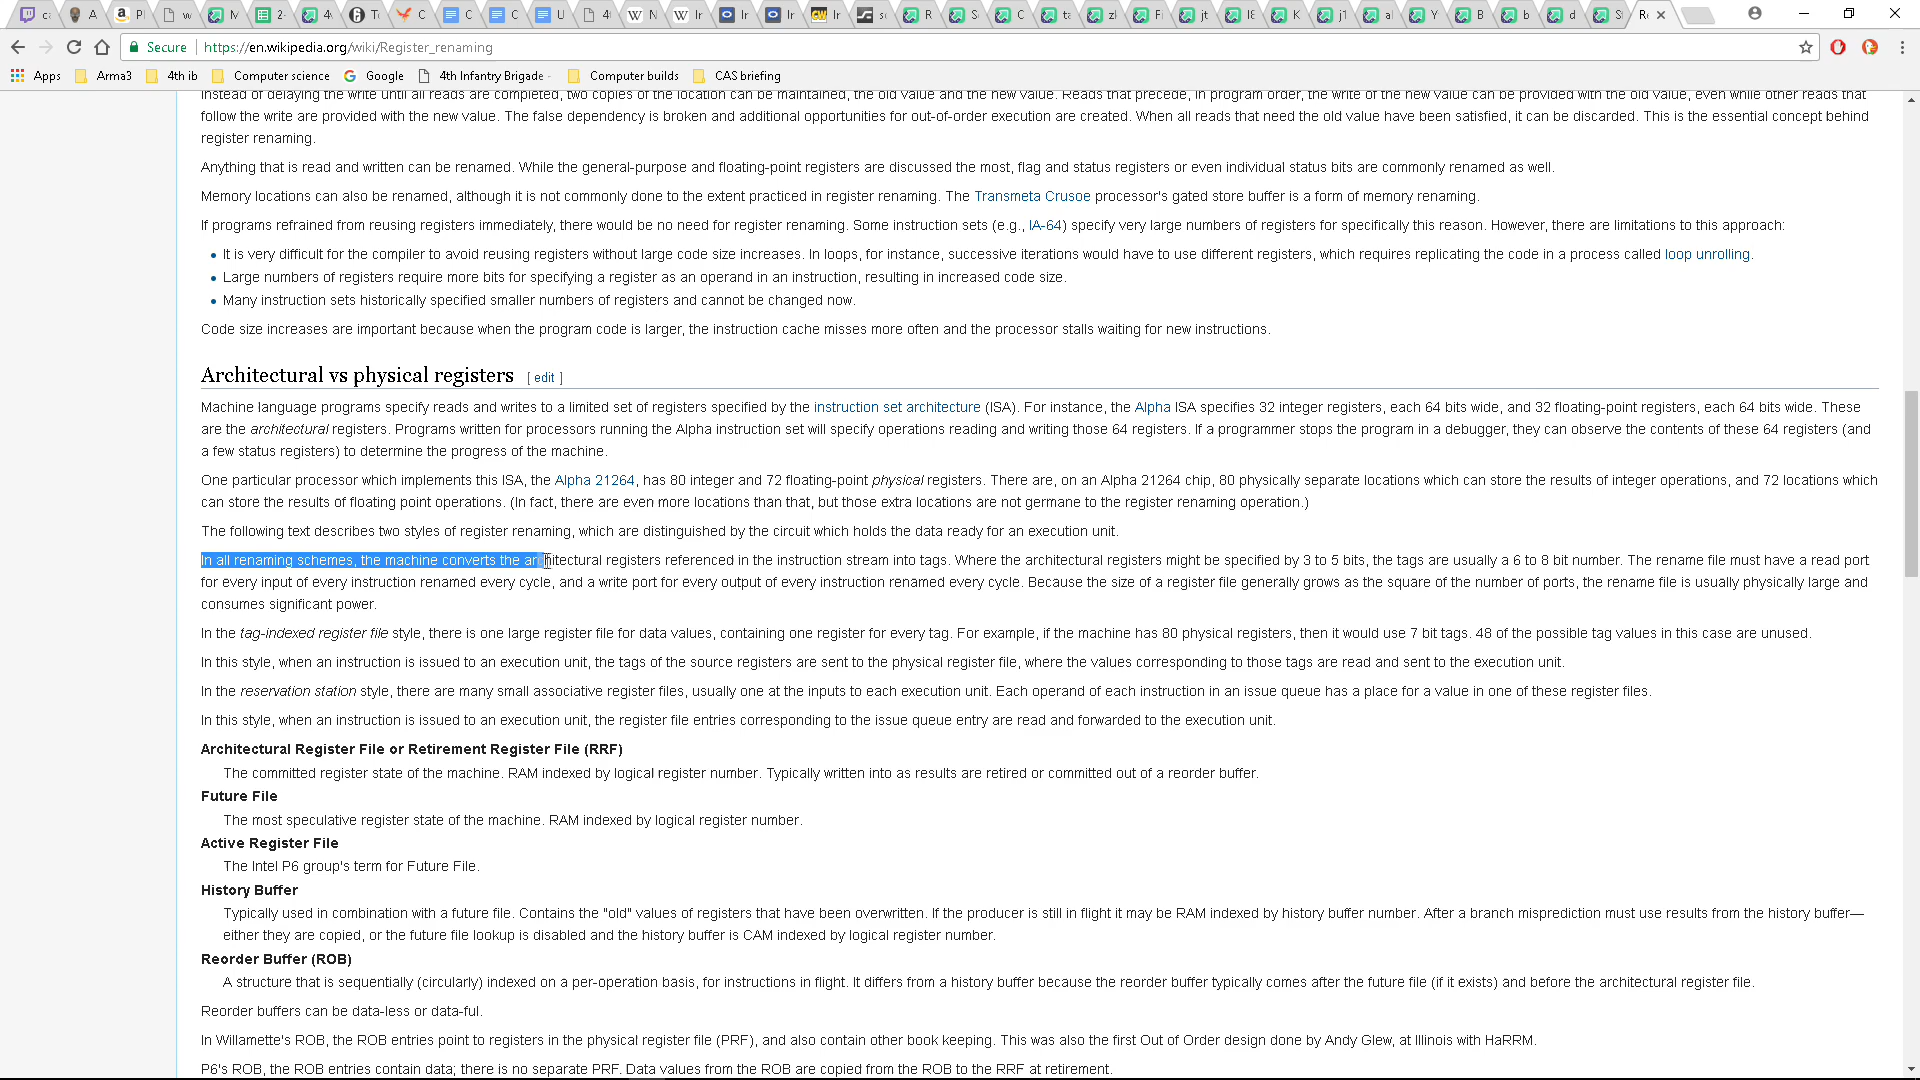 Secure https://en.wikipedia.org/wiki/Register_renaming
Apps Arma3 4th ib Computer science Google 4th Infantry Brigade - Computer builds CAS briefing
Instead of delaying the write until all reads are completed, two copies of the location can be maintained, the old value and the new value. Reads that precede, in program order, the write of the new value can be provided with the old value, even while other reads that
follow the write are provided with the new value. The false dependency is broken and additional opportunities for out-of-order execution are created. When all reads that need the old value have been satisfied, it can be discarded. This is the essential concept behind
register renaming.
Anything that is read and written can be renamed. While the general-purpose and floating-point registers are discussed the most, flag and status registers or even individual status bits are commonly renamed as well.
Memory locations can also be renamed, although it is not commonly done to the extent practiced in register renaming. The Transmeta Crusoe processor's gated store buffer is a form of memory renaming.
If programs refrained from reusing registers immediately, there would be no need for register renaming. Some instruction sets (e.g., IA-64) specify very large numbers of registers for specifically this reason. However, there are limitations to this approach:
• It is very difficult for the compiler to avoid reusing registers without large code size increases. In loops, for instance, successive iterations would have to use different registers, which requires replicating the code in a process called loop unrolling.
• Large numbers of registers require more bits for specifying a register as an operand in an instruction, resulting in increased code size.
• Many instruction sets historically specified smaller numbers of registers and cannot be changed now.
Code size increases are important because when the program code is larger, the instruction cache misses more often and the processor stalls waiting for new instructions.
Architectural vs physical registers [ edit ]
Machine language programs specify reads and writes to a limited set of registers specified by the instruction set architecture (ISA). For instance, the Alpha ISA specifies 32 integer registers, each 64 bits wide, and 32 floating-point registers, each 64 bits wide. These
are the architectural registers. Programs written for processors running the Alpha instruction set will specify operations reading and writing those 64 registers. If a programmer stops the program in a debugger, they can observe the contents of these 64 registers (and
a few status registers) to determine the progress of the machine.
One particular processor which implements this ISA, the Alpha 21264, has 80 integer and 72 floating-point physical registers. There are, on an Alpha 21264 chip, 80 physically separate locations which can store the results of integer operations, and 72 locations which
can store the results of floating point operations. (In fact, there are even more locations than that, but those extra locations are not germane to the register renaming operation.)
The following text describes two styles of register renaming, which are distinguished by the circuit which holds the data ready for an execution unit.
In all renaming schemes, the machine converts the architectural registers referenced in the instruction stream into tags. Where the architectural registers might be specified by 3 to 5 bits, the tags are usually a 6 to 8 bit number. The rename file must have a read port
for every input of every instruction renamed every cycle, and a write port for every output of every instruction renamed every cycle. Because the size of a register file generally grows as the square of the number of ports, the rename file is usually physically large and
consumes significant power.
In the tag-indexed register file style, there is one large register file for data values, containing one register for every tag. For example, if the machine has 80 physical registers, then it would use 7 bit tags. 48 of the possible tag values in this case are unused.
In this style, when an instruction is issued to an execution unit, the tags of the source registers are sent to the physical register file, where the values corresponding to those tags are read and sent to the execution unit.
In the reservation station style, there are many small associative register files, usually one at the inputs to each execution unit. Each operand of each instruction in an issue queue has a place for a value in one of these register files.
In this style, when an instruction is issued to an execution unit, the register file entries corresponding to the issue queue entry are read and forwarded to the execution unit.
Architectural Register File or Retirement Register File (RRF)
The committed register state of the machine. RAM indexed by logical register number. Typically written into as results are retired or committed out of a reorder buffer.
Future File
The most speculative register state of the machine. RAM indexed by logical register number.
Active Register File
The Intel P6 group's term for Future File.
History Buffer
Typically used in combination with a future file. Contains the "old" values of registers that have been overwritten. If the producer is still in flight it may be RAM indexed by history buffer number. After a branch misprediction must use results from the history buffer—
either they are copied, or the future file lookup is disabled and the history buffer is CAM indexed by logical register number.
Reorder Buffer (ROB)
A structure that is sequentially (circularly) indexed on a per-operation basis, for instructions in flight. It differs from a history buffer because the reorder buffer typically comes after the future file (if it exists) and before the architectural register file.
Reorder buffers can be data-less or data-ful.
In Willamette's ROB, the ROB entries point to registers in the physical register file (PRF), and also contain other book keeping. This was also the first Out of Order design done by Andy Glew, at Illinois with HaRRM.
P6's ROB, the ROB entries contain data; there is no separate PRF. Data values from the ROB are copied from the ROB to the RRF at retirement.